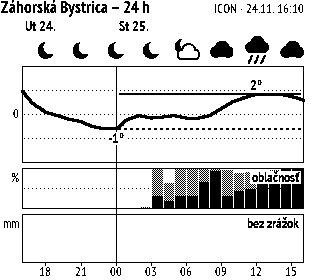 Záhorská Bystrica – 24 h
ICON - 24.11. 16:10
Ut 24.
St 25.
2°
0
-1°
%
oblačnosť
mm
bez zrážok
18 21 00 03 06 09 12 15